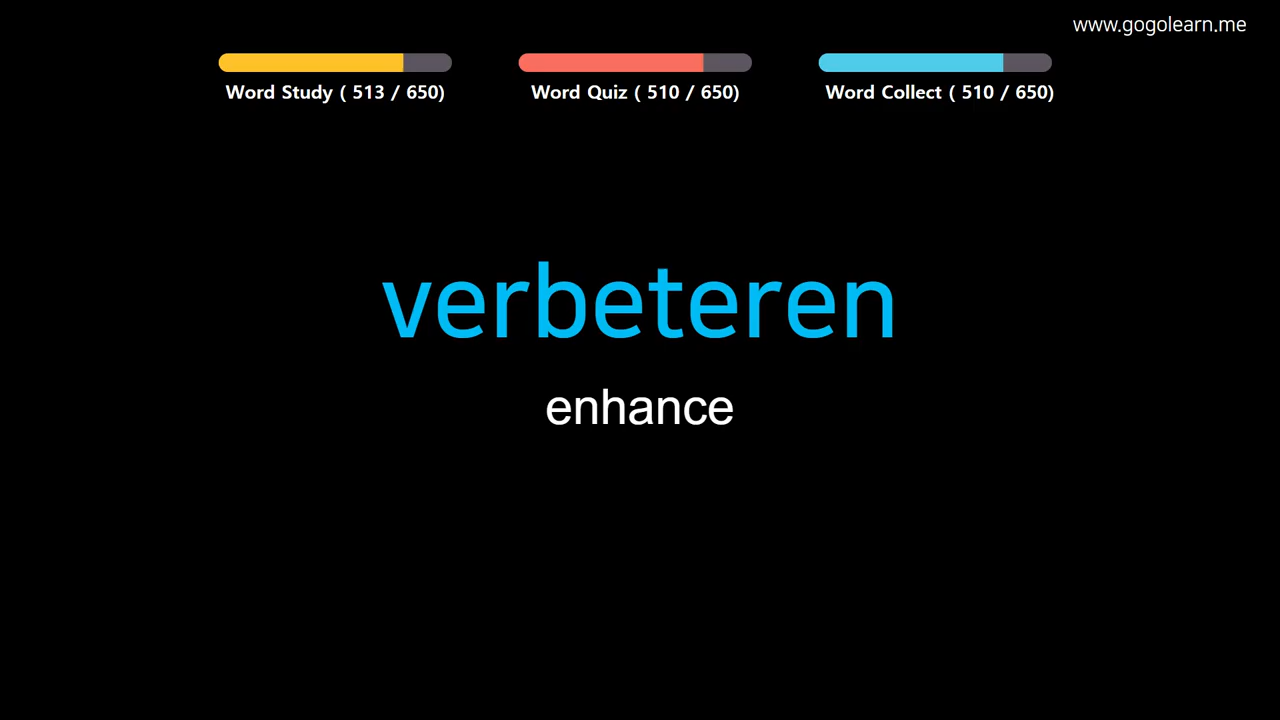 www.gogolearn.me
Word Study ( 513 / 650)
Word Quiz ( 510 / 650)
Word Collect ( 510 / 650)
verbeteren
enhance